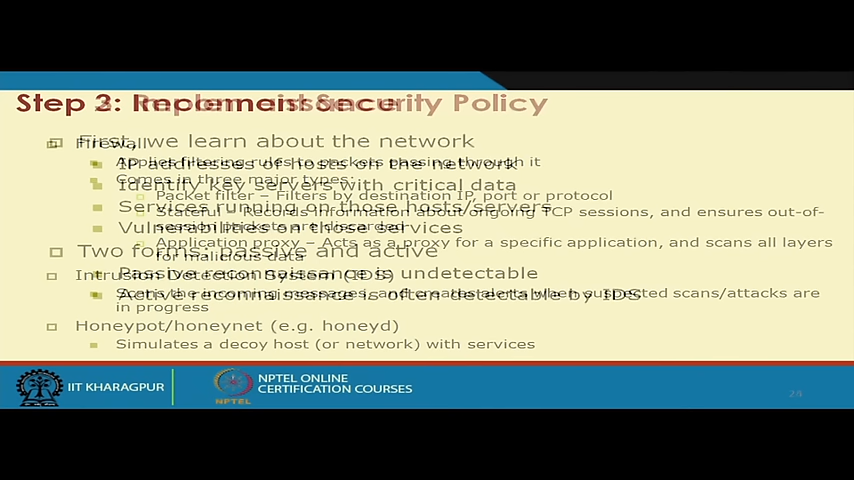 Step Implement Security Policy
Reconnaissance
First, we learn about the network
Firewall
Applies filtering rules to packets passing through it
IP addresses of hosts on the network
Comes in three major types:
Identify key servers with critical data
Packet filter – Filters by destination IP, port or protocol
Services running on those hosts/servers
Stateful – Records information about ongoing TCP sessions, and ensures out-of-
session packets are discarded
Vulnerabilities on those services
Application proxy – Acts as a proxy for a specific application, and scans all layers
for malicious data
Two forms: passive and active
Passive reconnaissance is undetectable
Intrusion Detection System (IDS)
Active reconnaissance is often detectable by IDS
Scans the incoming messages, and creates alerts when suspected scans/attacks are
in progress
Honeypot/honeynet (e.g. honeyd)
Simulates a decoy host (or network) with services
IIT KHARAGPUR
NPTEL ONLINE
CERTIFICATION COURSES
NPTEL